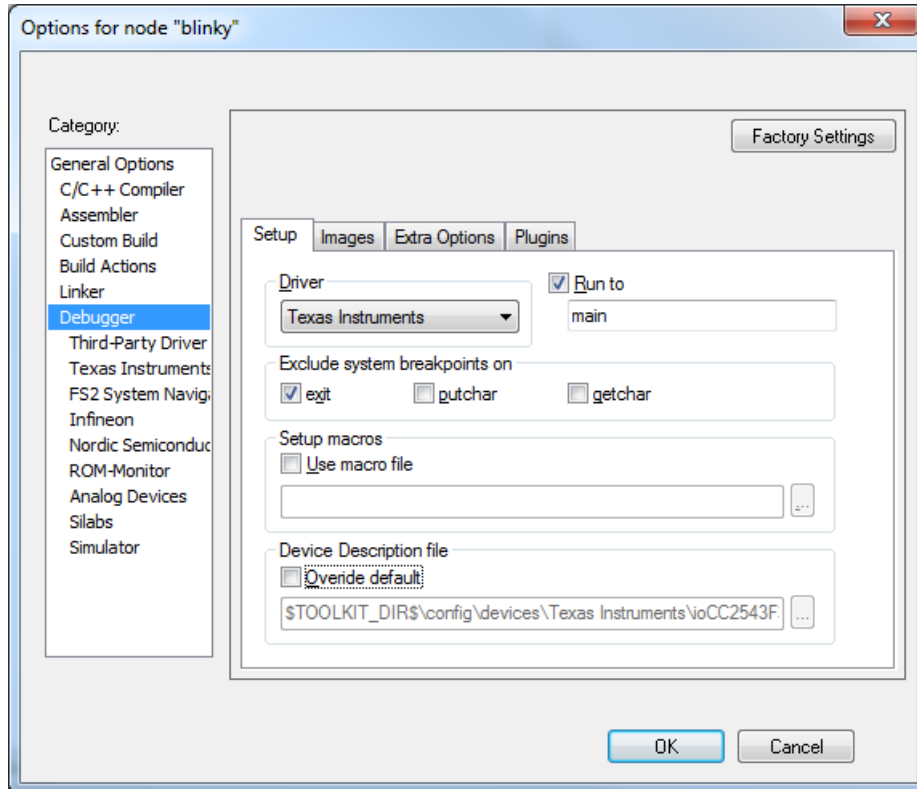 Options for node "blinky"
Category:
Factory Settings
General Options
C/C++ Compiler
Assembler
Custom Build
Build Actions
Linker
Debugger
Third-Party Driver
Texas Instruments
FS2 System Navig
Infineon
Nordic Semiconduc
ROM-Monitor
Analog Devices
Silabs
Simulator
Setup Images Extra Options Plugins
Driver
Texas Instruments
Run to
main
Exclude system breakpoints on
exit putchar getchar
Setup macros
Use macro file
...
Device Description file
Overide default
$TOOLKIT_DIR$\config\devices\Texas Instruments\ioCC2543F
...
OK Cancel